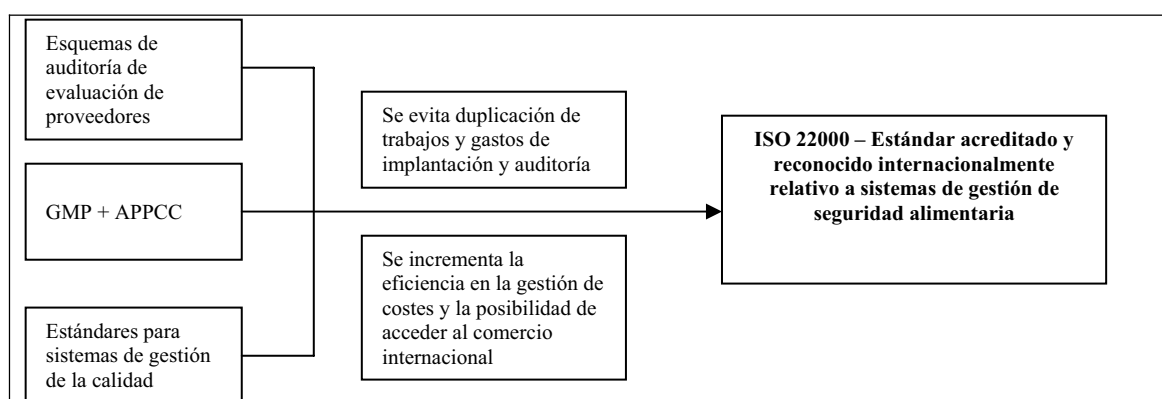 Esquemas de
auditoría de
evaluación de
proveedores
GMP + APPCC
Estándares para
sistemas de gestión
de la calidad
Se evita duplicación de
trabajos y gastos de
implantación y auditoría
Se incrementa la
eficiencia en la gestión de
costes y la posibilidad de
acceder al comercio
internacional
ISO 22000 – Estándar acreditado y
reconocido internacionalmente
relativo a sistemas de gestión de
seguridad alimentaria